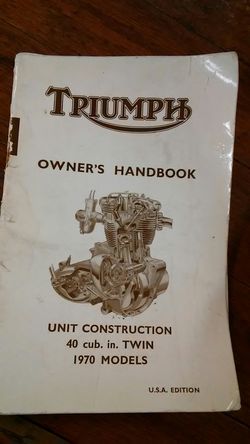 TRIUMPH
OWNER'S HANDBOOK
UNIT CONSTRUCTION
40 cub. in. TWIN
1970 MODELS
U.S.A. EDITION